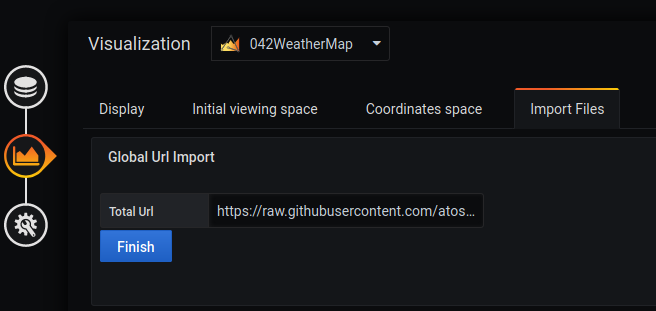 Visualization 042WeatherMap
Display Initial viewing space Coordinates space Import Files
Global Url Import
Total Url https://raw.githubusercontent.com/atos...
Finish